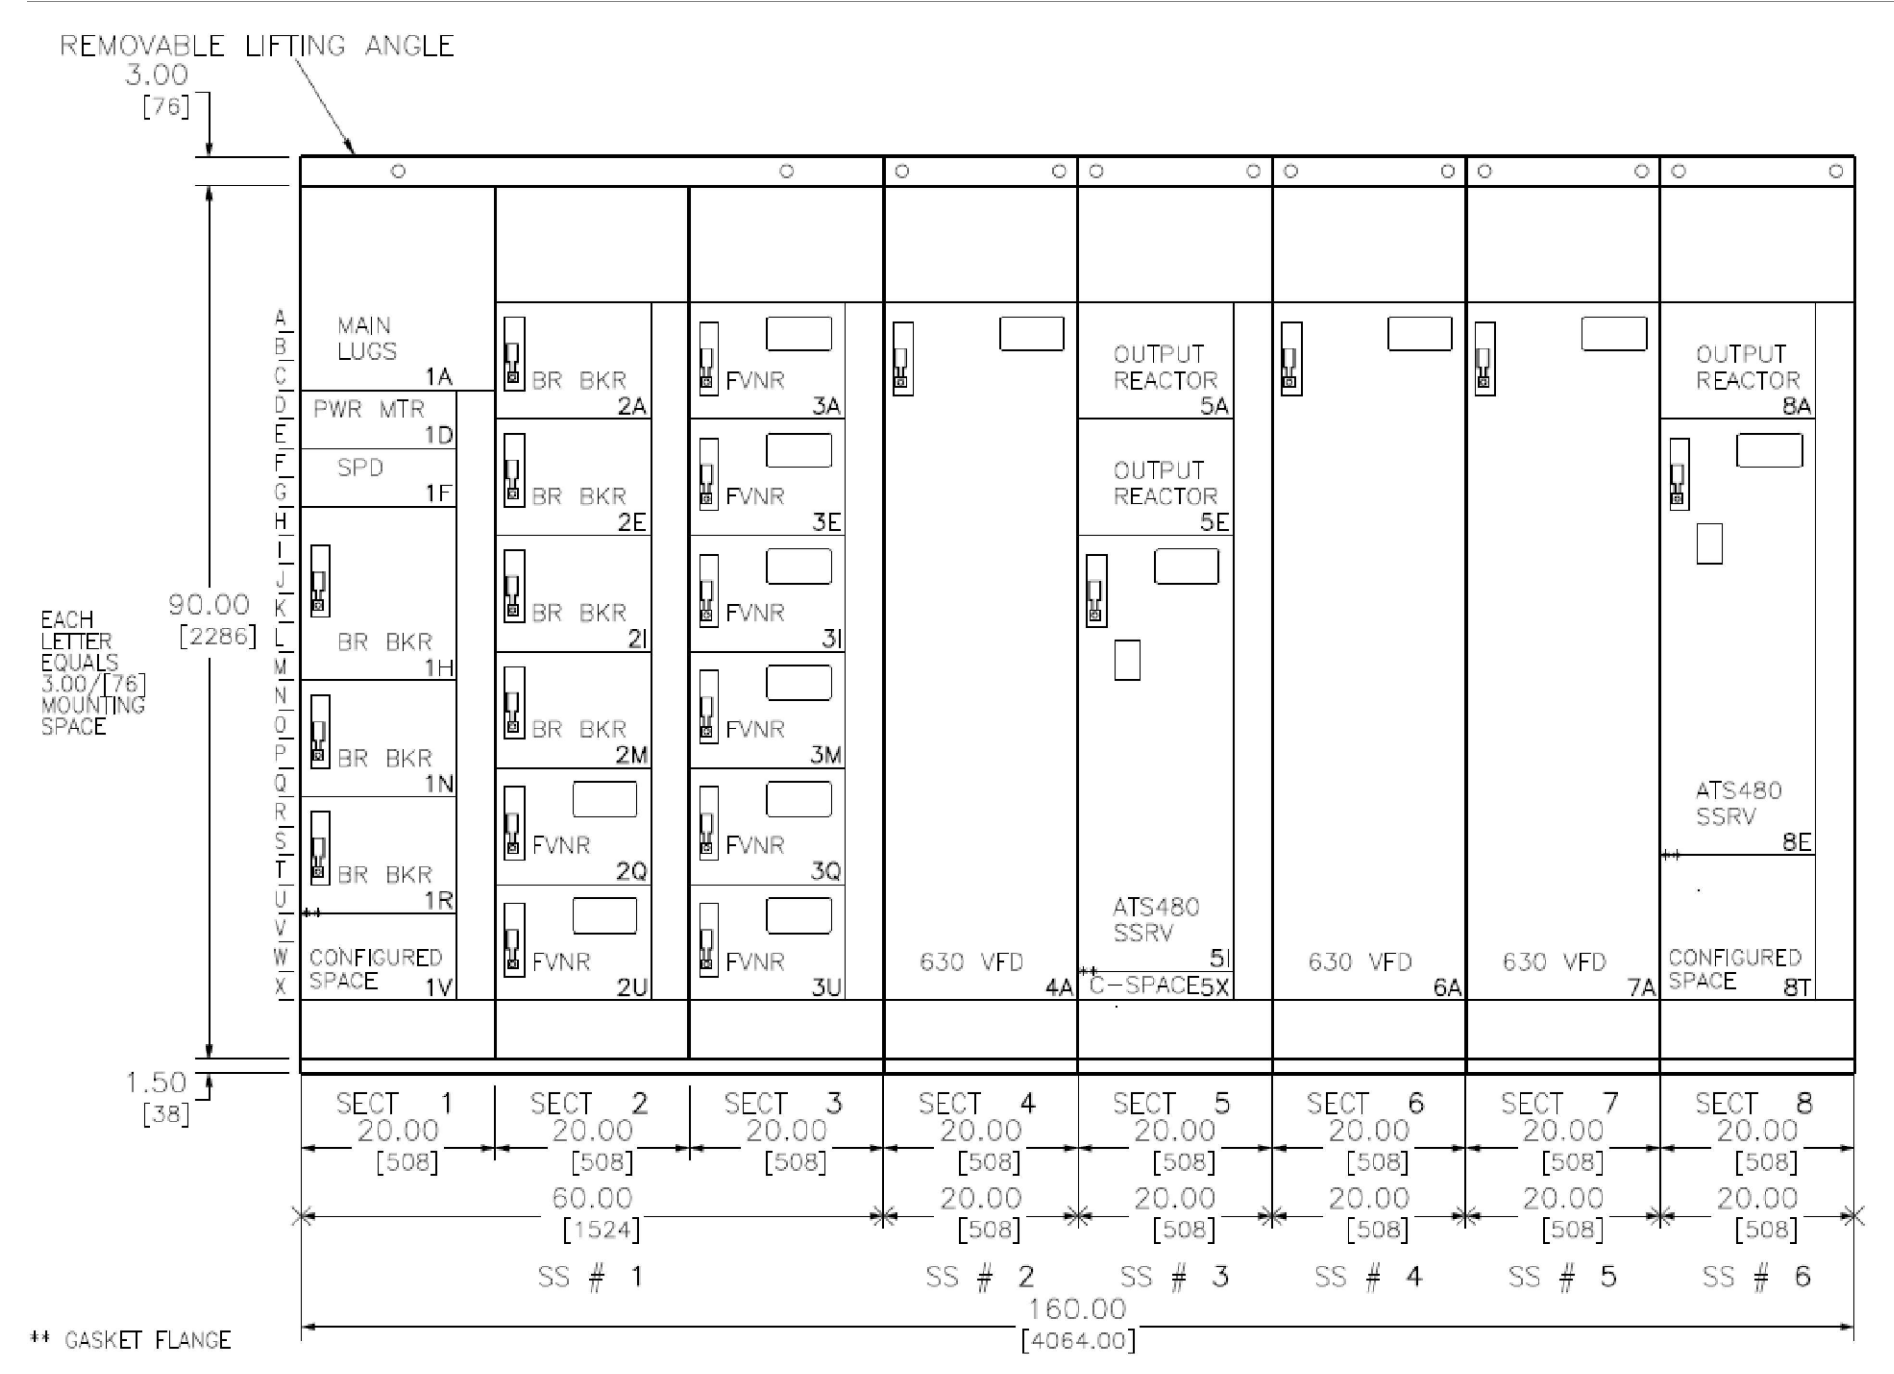 REMOVABLE LIFTING ANGLE
3.00
[76]
A
B
C
D
E
F
G
H
I
J
K
L
M
N
O
P
Q
R
S
T
U
V
W
X
90.00
[2286]
EACH
LETTER
EQUALS
3.00/[76]
MOUNTING
SPACE
1.50
[38]
MAIN
LUGS
1A
PWR MTR
1D
SPD
1F
BR BKR
1H
BR BKR
1N
BR BKR
1R
**
CONFIGURED
SPACE
1V
BR BKR
2A
BR BKR
2E
BR BKR
2I
BR BKR
2M
FVNR
2Q
FVNR
2U
FVNR
3A
FVNR
3E
FVNR
3I
FVNR
3M
FVNR
3Q
FVNR
3U
630 VFD
4A
OUTPUT
REACTOR
5A
OUTPUT
REACTOR
5E
ATS480
SSRV
5I
**
C-SPACE5X
630 VFD
6A
630 VFD
7A
OUTPUT
REACTOR
8A
ATS480
SSRV
8E
**
CONFIGURED
SPACE
8T
SECT 1 SECT 2 SECT 3 SECT 4 SECT 5 SECT 6 SECT 7 SECT 8
20.00 20.00 20.00 20.00 20.00 20.00 20.00 20.00
[508] [508] [508] [508] [508] [508] [508] [508]
60.00 20.00 20.00 20.00 20.00 20.00
[1524] [508] [508] [508] [508] [508]
SS # 1 SS # 2 SS # 3 SS # 4 SS # 5 SS # 6
160.00
[4064.00]
** GASKET FLANGE